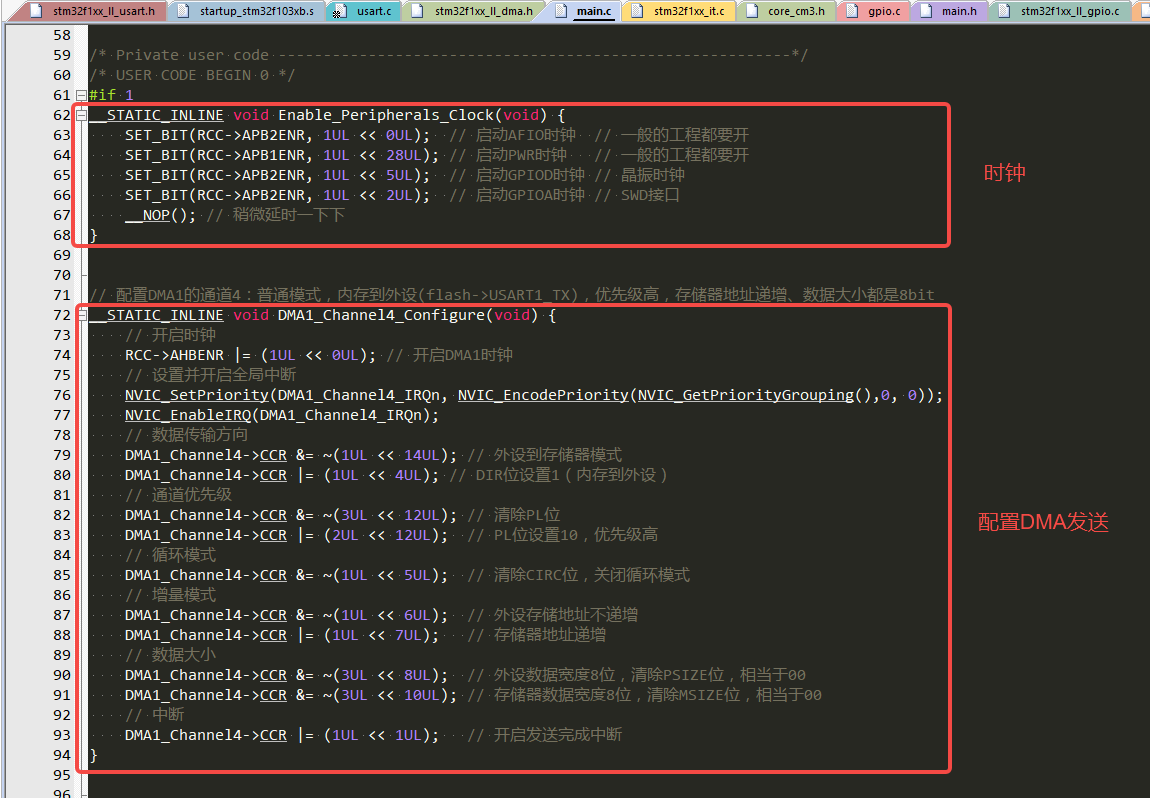 stm32f1xx_ll_usart.h startup_stm32f103xb.s usart.c stm32f1xx_ll_dma.h main.c stm32f1xx_it.c core_cm3.h gpio.c main.h stm32f1xx_ll_gpio.c
58
59 /* Private user code ---------------------------------------------------------*/
60 /* USER CODE BEGIN 0 */
61 #if 1
62 __STATIC_INLINE void Enable_Peripherals_Clock(void) {
63 SET_BIT(RCC->APB2ENR, 1UL << 0UL); // 启动AFIO时钟 // 一般的工程都要开
64 SET_BIT(RCC->APB1ENR, 1UL << 28UL); // 启动PWR时钟 // 一般的工程都要开
65 SET_BIT(RCC->APB2ENR, 1UL << 5UL); // 启动GPIOD时钟 // 晶振时钟
66 SET_BIT(RCC->APB2ENR, 1UL << 2UL); // 启动GPIOA时钟 // SWD接口
67 __NOP(); // 稍微延时一下下
68 }
时钟
69
70
71 // 配置DMA1的通道4：普通模式，内存到外设(flash->USART1_TX)，优先级高，存储器地址递增、数据大小都是8bit
72 __STATIC_INLINE void DMA1_Channel4_Configure(void) {
73 // 开启时钟
74 RCC->AHBENR |= (1UL << 0UL); // 开启DMA1时钟
75 // 设置并开启全局中断
76 NVIC_SetPriority(DMA1_Channel4_IRQn, NVIC_EncodePriority(NVIC_GetPriorityGrouping(),0, 0));
77 NVIC_EnableIRQ(DMA1_Channel4_IRQn);
78 // 数据传输方向
79 DMA1_Channel4->CCR &= ~(1UL << 14UL); // 外设到存储器模式
80 DMA1_Channel4->CCR |= (1UL << 4UL); // DIR位设置1（内存到外设）
81 // 通道优先级
82 DMA1_Channel4->CCR &= ~(3UL << 12UL); // 清除PL位
83 DMA1_Channel4->CCR |= (2UL << 12UL); // PL位设置10，优先级高
84 // 循环模式
85 DMA1_Channel4->CCR &= ~(1UL << 5UL); // 清除CIRC位，关闭循环模式
86 // 增量模式
87 DMA1_Channel4->CCR &= ~(1UL << 6UL); // 外设存储地址不递增
88 DMA1_Channel4->CCR |= (1UL << 7UL); // 存储器地址递增
89 // 数据大小
90 DMA1_Channel4->CCR &= ~(3UL << 8UL); // 外设数据宽度8位，清除PSIZE位，相当于00
91 DMA1_Channel4->CCR &= ~(3UL << 10UL); // 存储器数据宽度8位，清除MSIZE位，相当于00
92 // 中断
93 DMA1_Channel4->CCR |= (1UL << 1UL); // 开启发送完成中断
94 }
配置DMA发送
95
96